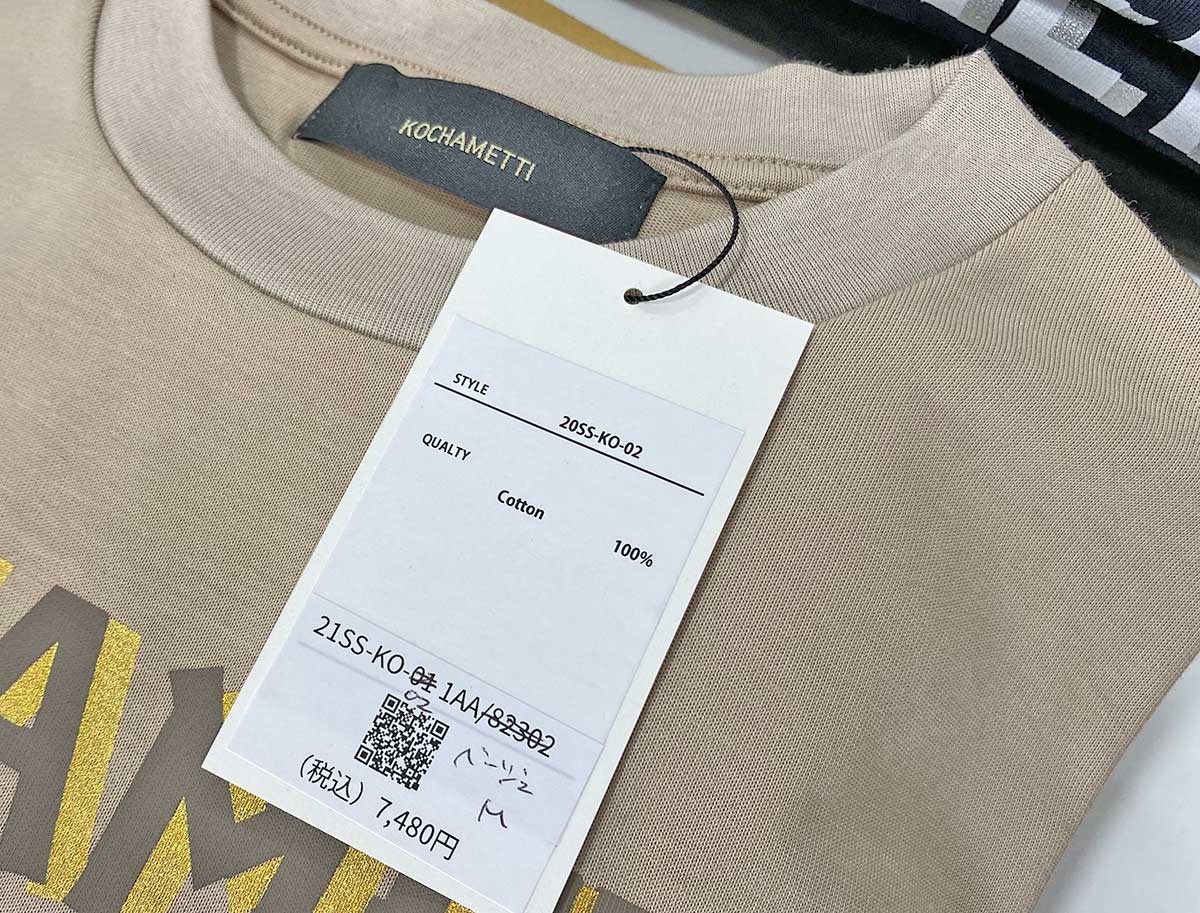 KOCHAMETTI
STYLE
20SS-KO-02
QUALTY
Cotton
100%
21SS-KO-01 1AA/82302
02
ベージュ
M
(税込) 7,480円